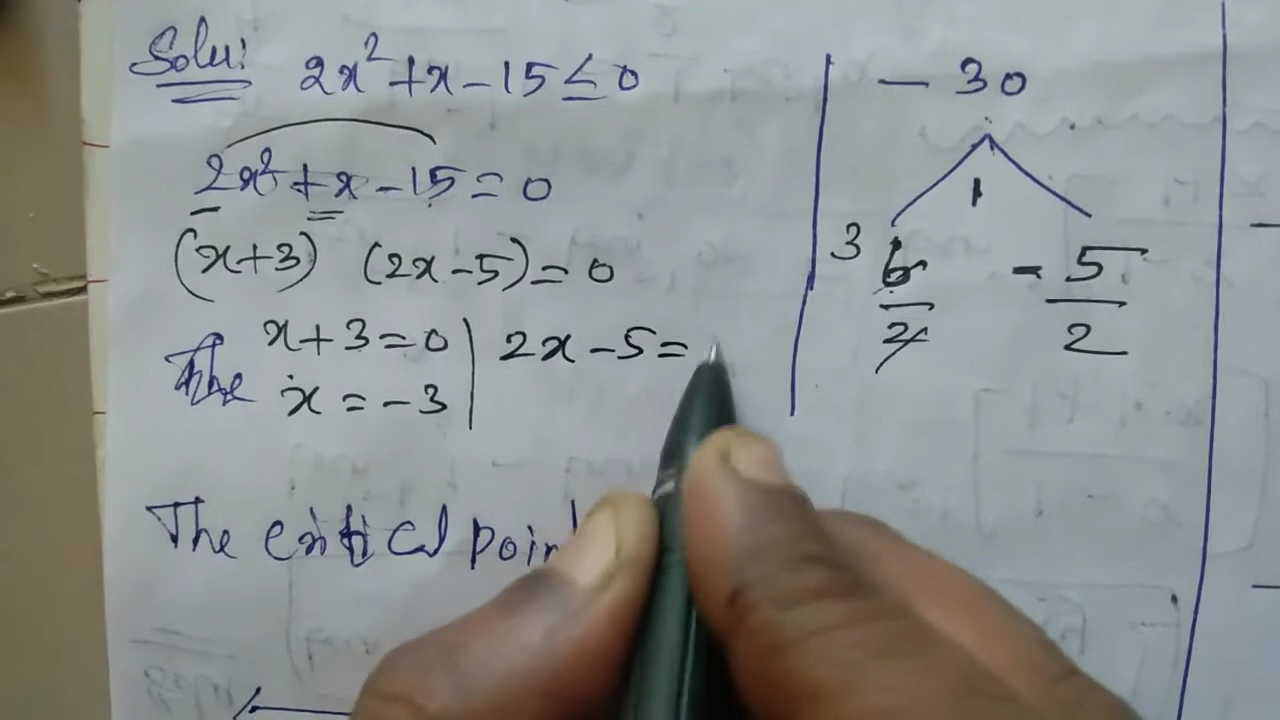 Solu:
2x² + x - 15 ≤ 0
2x² + x - 15 = 0
(x+3) (2x-5) = 0
x+3=0 | 2x-5=
The x = -3
The critical poin
- 30
1
3 6 - 5
2 2